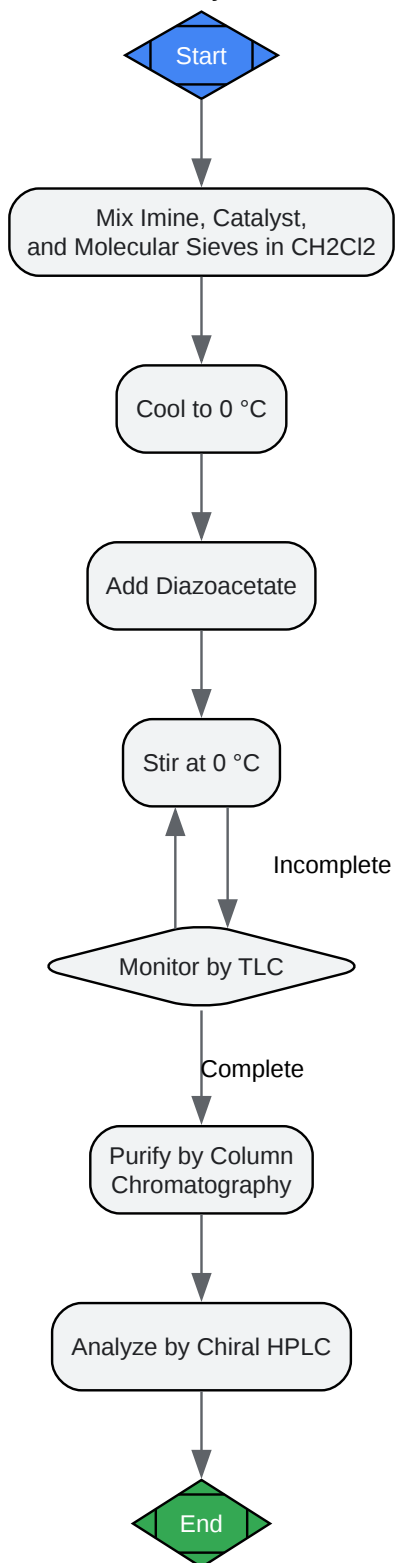 Start
Mix Imine, Catalyst,
and Molecular Sieves in CH2Cl2
Cool to 0 °C
Add Diazoacetate
Stir at 0 °C
Incomplete
Monitor by TLC
Complete
Purify by Column
Chromatography
Analyze by Chiral HPLC
End